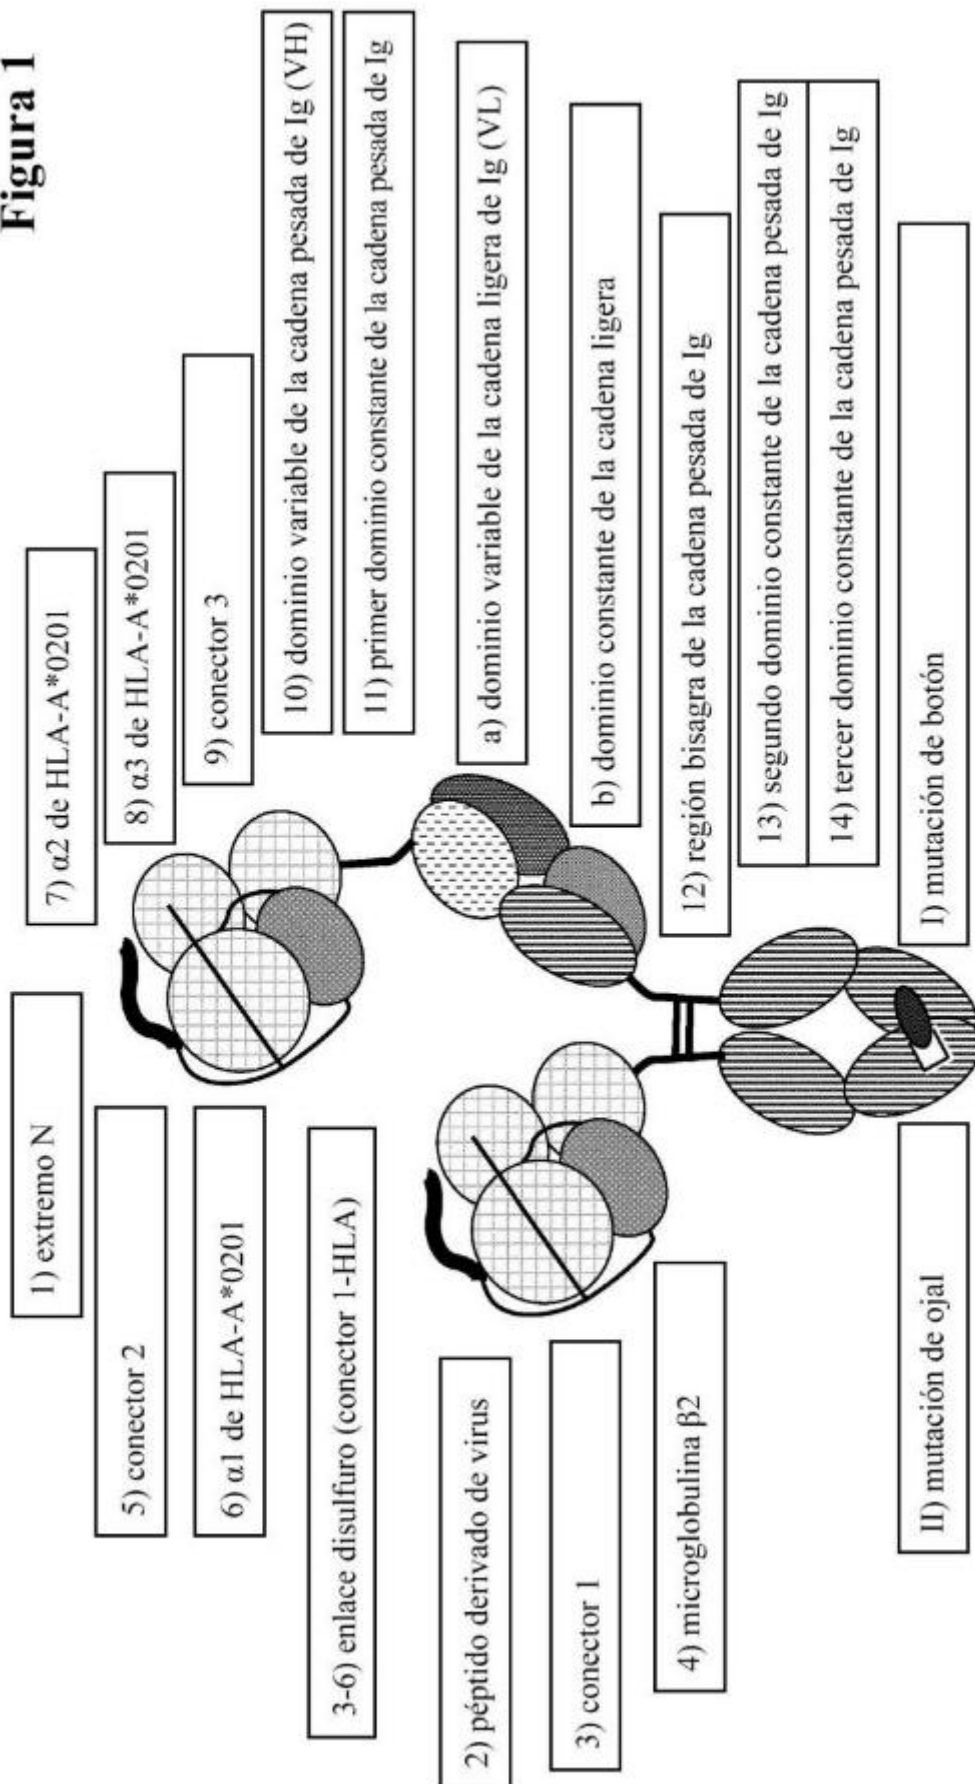 Figura 1
1) extremo N
7) α2 de HLA-A*0201
5) conector 2
8) α3 de HLA-A*0201
6) α1 de HLA-A*0201
9) conector 3
3-6) enlace disulfuro (conector 1-HLA)
10) dominio variable de la cadena pesada de Ig (VH)
11) primer dominio constante de la cadena pesada de Ig
2) péptido derivado de virus
a) dominio variable de la cadena ligera de Ig (VL)
3) conector 1
b) dominio constante de la cadena ligera
4) microglobulina β2
12) región bisagra de la cadena pesada de Ig
13) segundo dominio constante de la cadena pesada de Ig
14) tercer dominio constante de la cadena pesada de Ig
II) mutación de ojal
I) mutación de botón